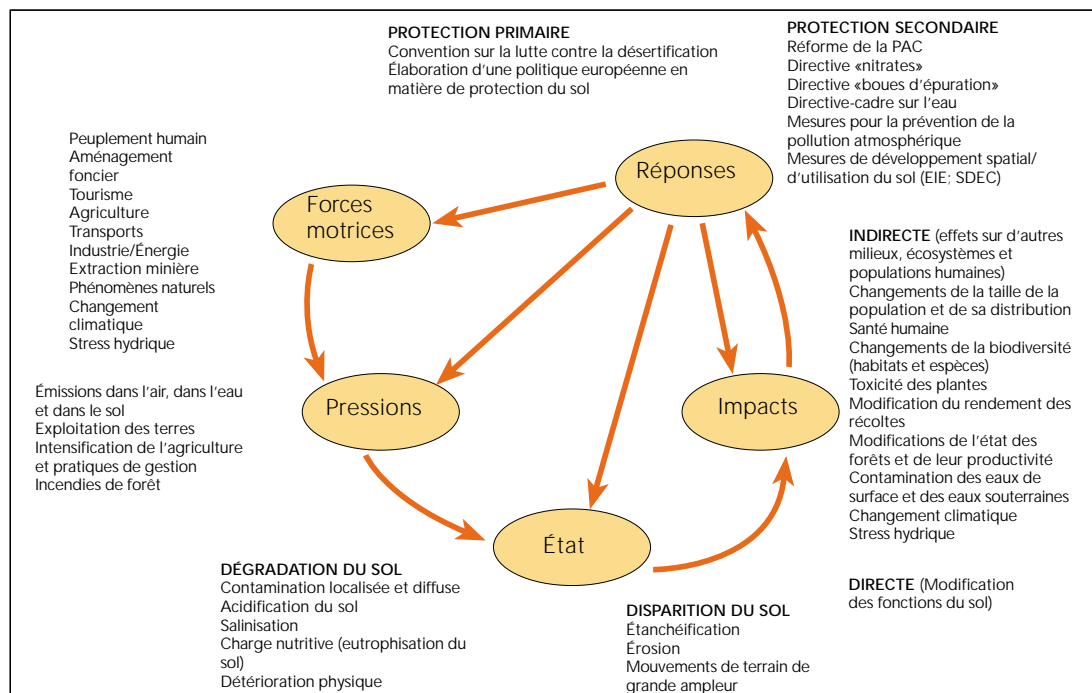 PROTECTION PRIMAIRE
Convention sur la lutte contre la désertification
Élaboration d'une politique européenne en
matière de protection du sol
PROTECTION SECONDAIRE
Réforme de la PAC
Directive «nitrates»
Directive «boues d'épuration»
Directive-cadre sur l'eau
Mesures pour la prévention de la
pollution atmosphérique
Mesures de développement spatial/
d'utilisation du sol (EIE; SDEC)
Peuplement humain
Aménagement
foncier
Tourisme
Agriculture
Transports
Industrie/Énergie
Extraction minière
Phénomènes naturels
Changement
climatique
Stress hydrique
Forces
motrices
Réponses
INDIRECTE (effets sur d'autres
milieux, écosystèmes et
populations humaines)
Changements de la taille de la
population et de sa distribution
Santé humaine
Changements de la biodiversité
(habitats et espèces)
Toxicité des plantes
Modification du rendement des
récoltes
Modifications de l'état des
forêts et de leur productivité
Contamination des eaux de
surface et des eaux souterraines
Changement climatique
Stress hydrique
Émissions dans l'air, dans l'eau
et dans le sol
Exploitation des terres
Intensification de l'agriculture
et pratiques de gestion
Incendies de forêt
Pressions
Impacts
État
DÉGRADATION DU SOL
Contamination localisée et diffuse
Acidification du sol
Salinisation
Charge nutritive (eutrophisation du
sol)
Détérioration physique
DISPARITION DU SOL
Étanchéification
Érosion
Mouvements de terrain de
grande ampleur
DIRECTE (Modification
des fonctions du sol)